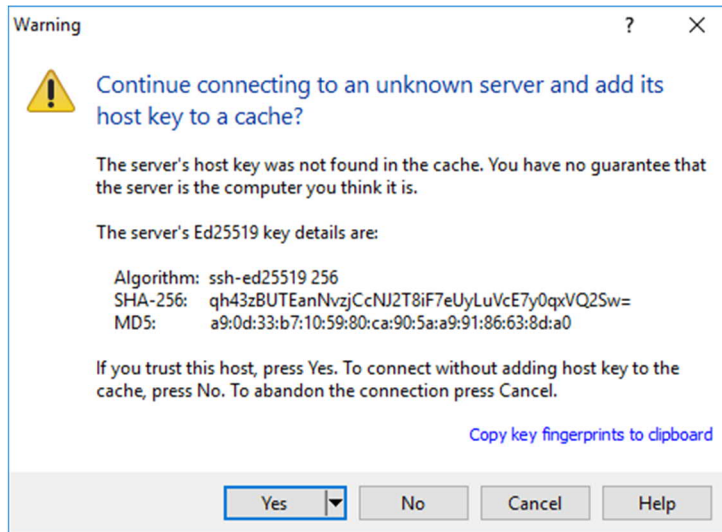 Warning
?
Continue connecting to an unknown server and add its
host key to a cache?
The server's host key was not found in the cache. You have no guarantee that
the server is the computer you think it is.
The server's Ed25519 key details are:
Algorithm: ssh-ed25519 256
SHA-256: qh43zBUTEanNvzjCcNJ2T8iF7eUyLuVcE7y0qxVQ2Sw=
MD5: a9:0d:33:b7:10:59:80:ca:90:5a:a9:91:86:63:8d:a0
If you trust this host, press Yes. To connect without adding host key to the
cache, press No. To abandon the connection press Cancel.
Copy key fingerprints to clipboard
Yes No Cancel Help